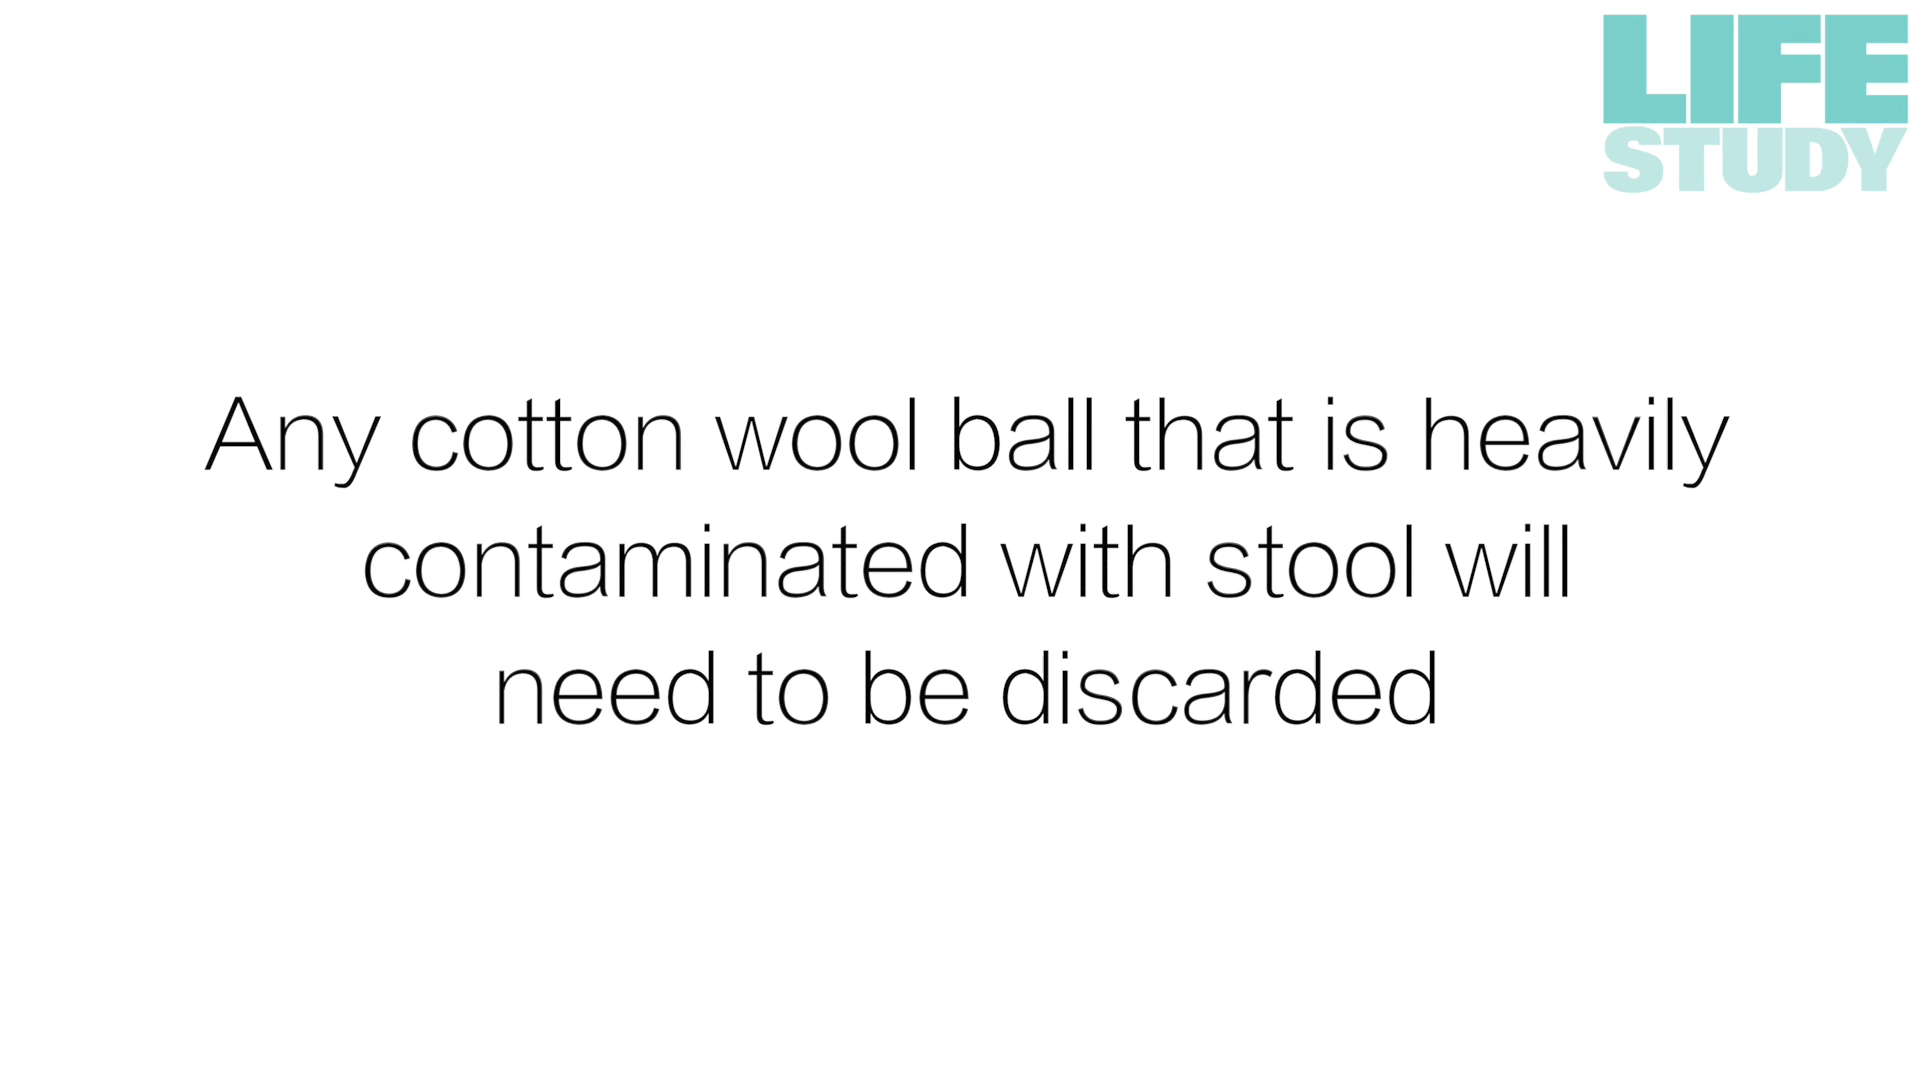 LIFE
STUDY
Any cotton wool ball that is heavily
contaminated with stool will
need to be discarded